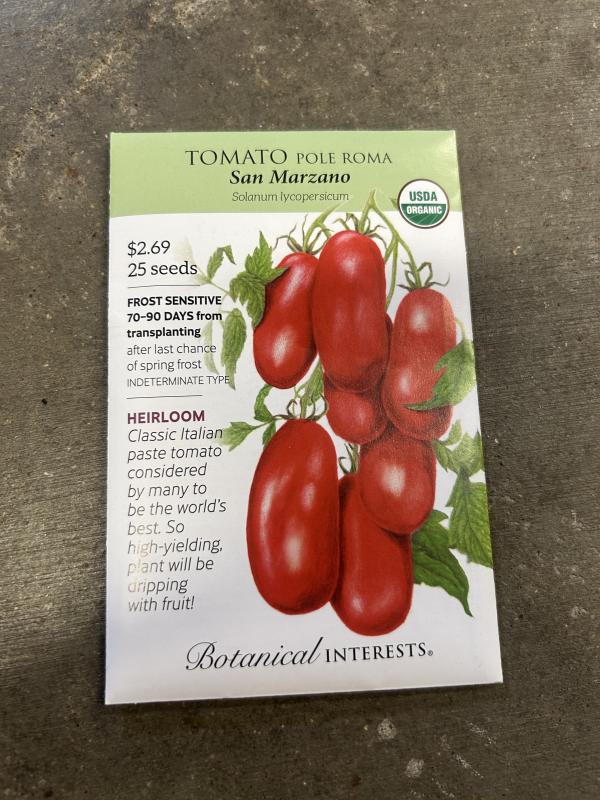 TOMATO POLE ROMA
San Marzano
Solanum lycopersicum
USDA
ORGANIC
$2.69
25 seeds
FROST SENSITIVE
70–90 DAYS from
transplanting
after last chance
of spring frost
INDETERMINATE TYPE
HEIRLOOM
Classic Italian
paste tomato
considered
by many to
be the world's
best. So
high-yielding,
plant will be
dripping
with fruit!
Botanical INTERESTS®